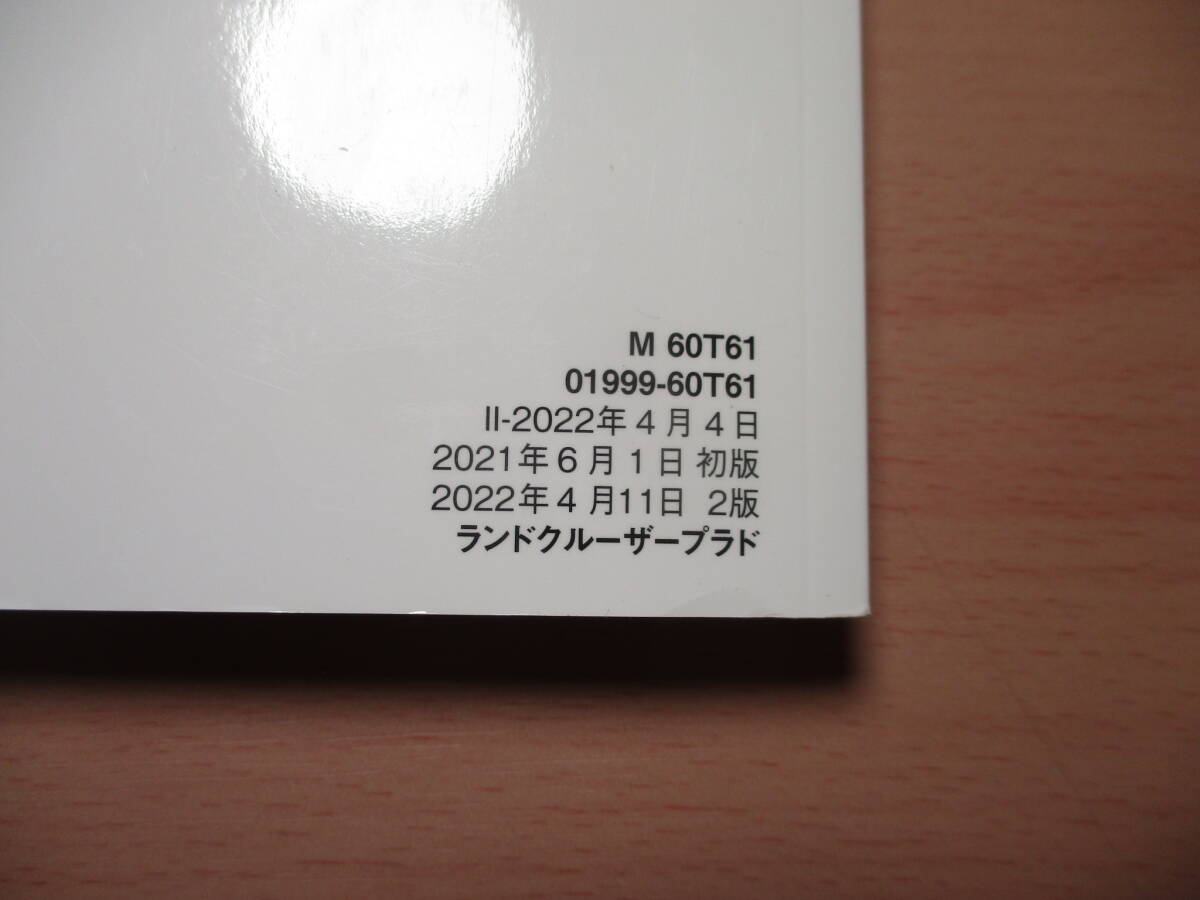 M 60T61
01999-60T61
II-2022年4月4日
2021年6月1日 初版
2022年4月11日 2版
ランドクルーザープラド